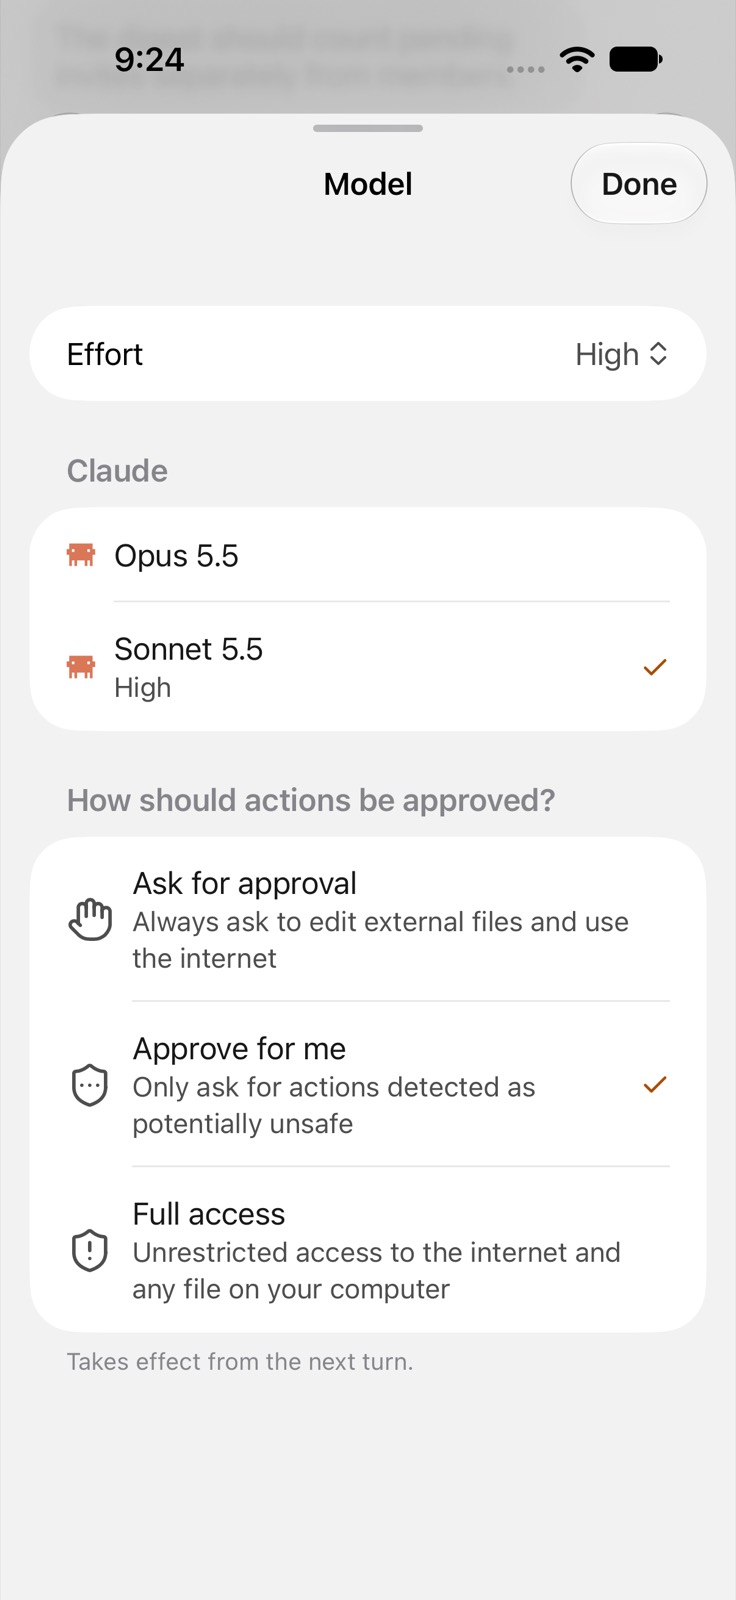 9:24
Model
Done
Effort
High
Claude
Opus 5.5
Sonnet 5.5
High
How should actions be approved?
Ask for approval
Always ask to edit external files and use
the internet
Approve for me
Only ask for actions detected as
potentially unsafe
Full access
Unrestricted access to the internet and
any file on your computer
Takes effect from the next turn.